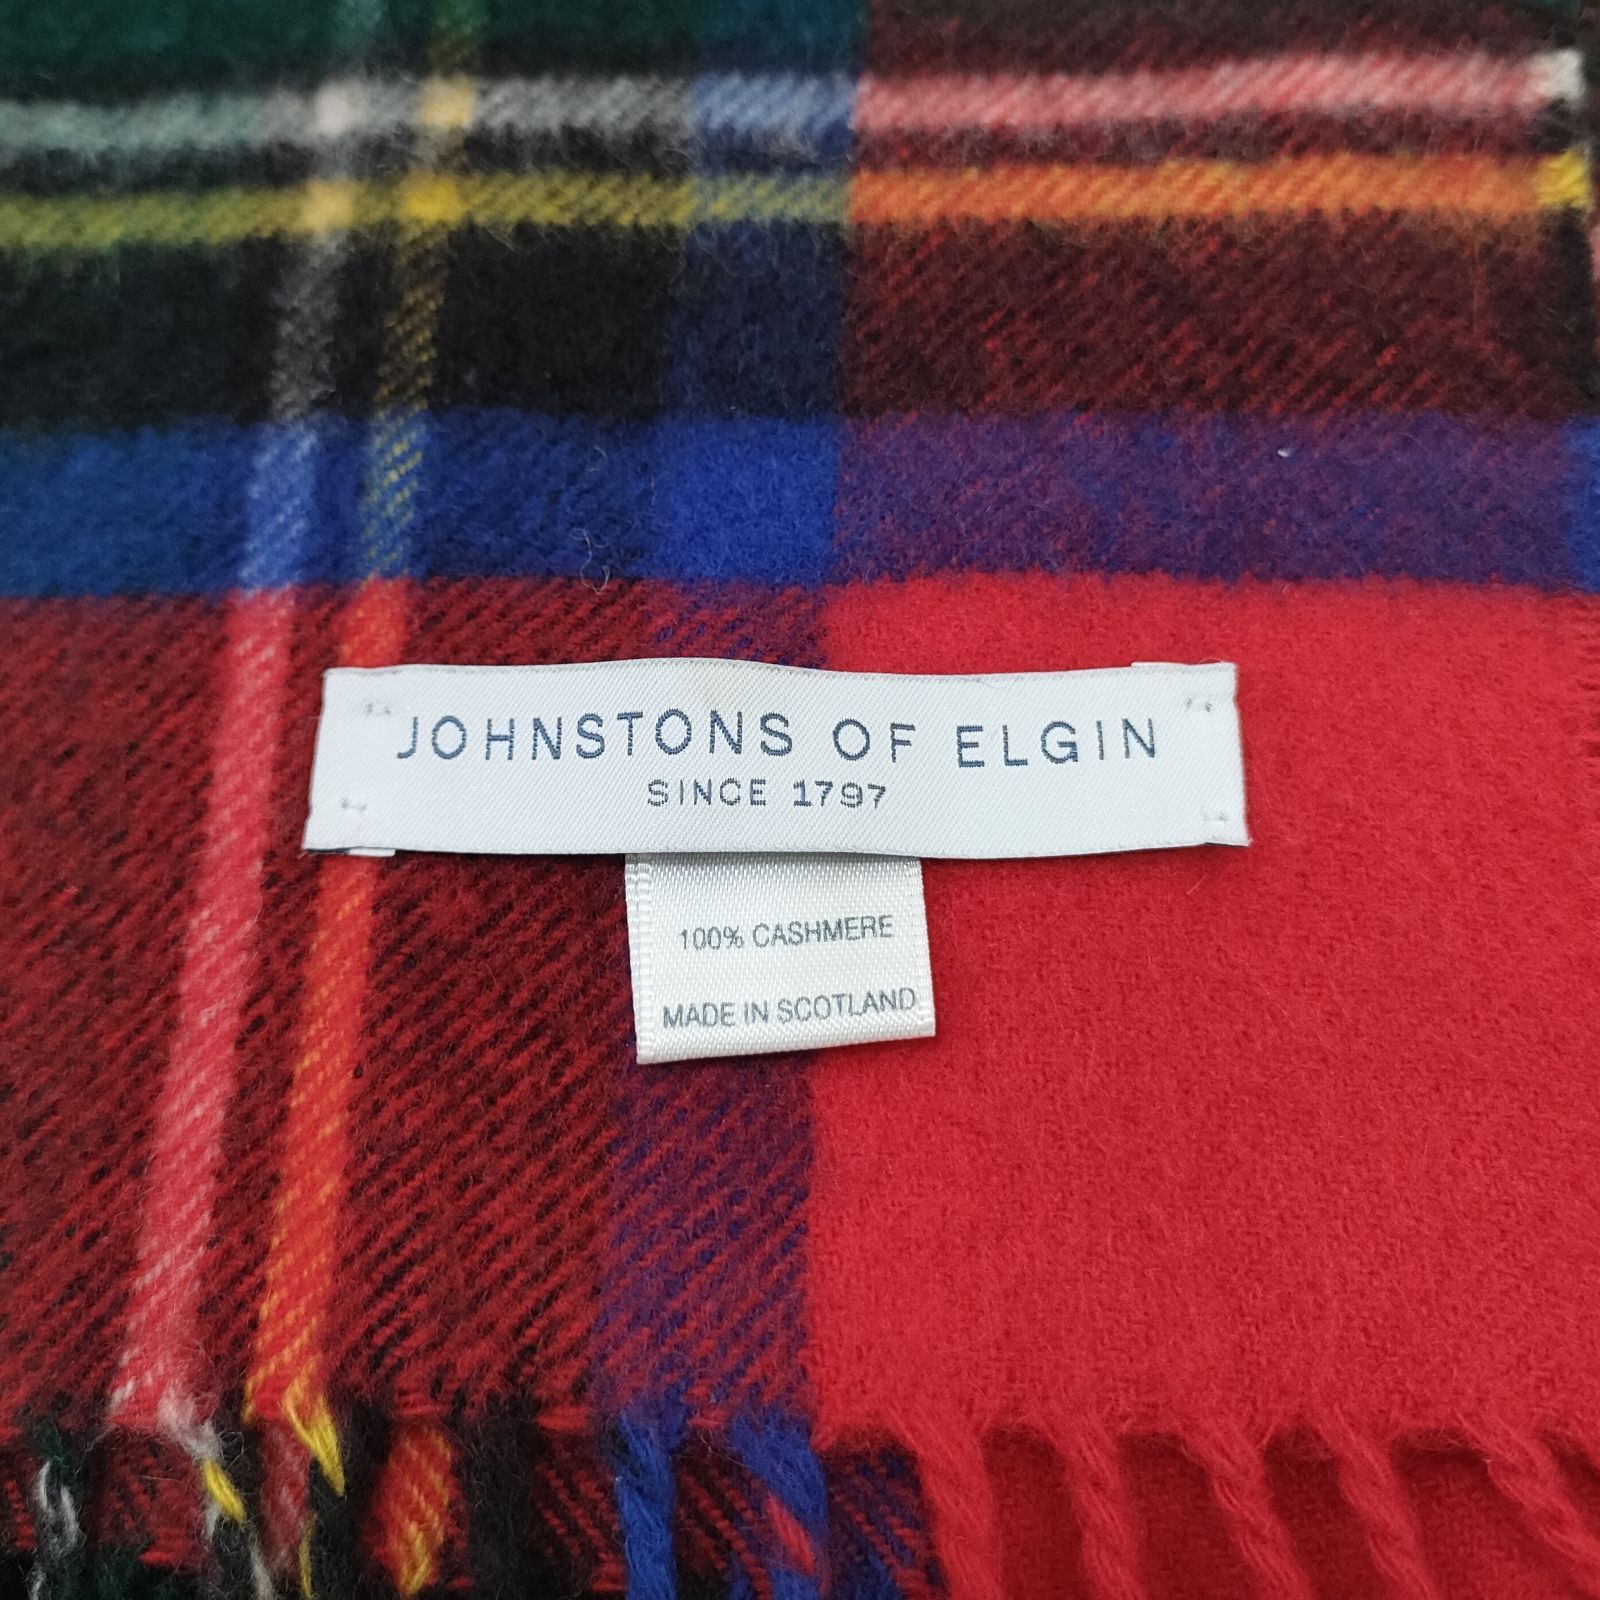 JOHNSTONS OF ELGIN
SINCE 1797
100% CASHMERE
MADE IN SCOTLAND